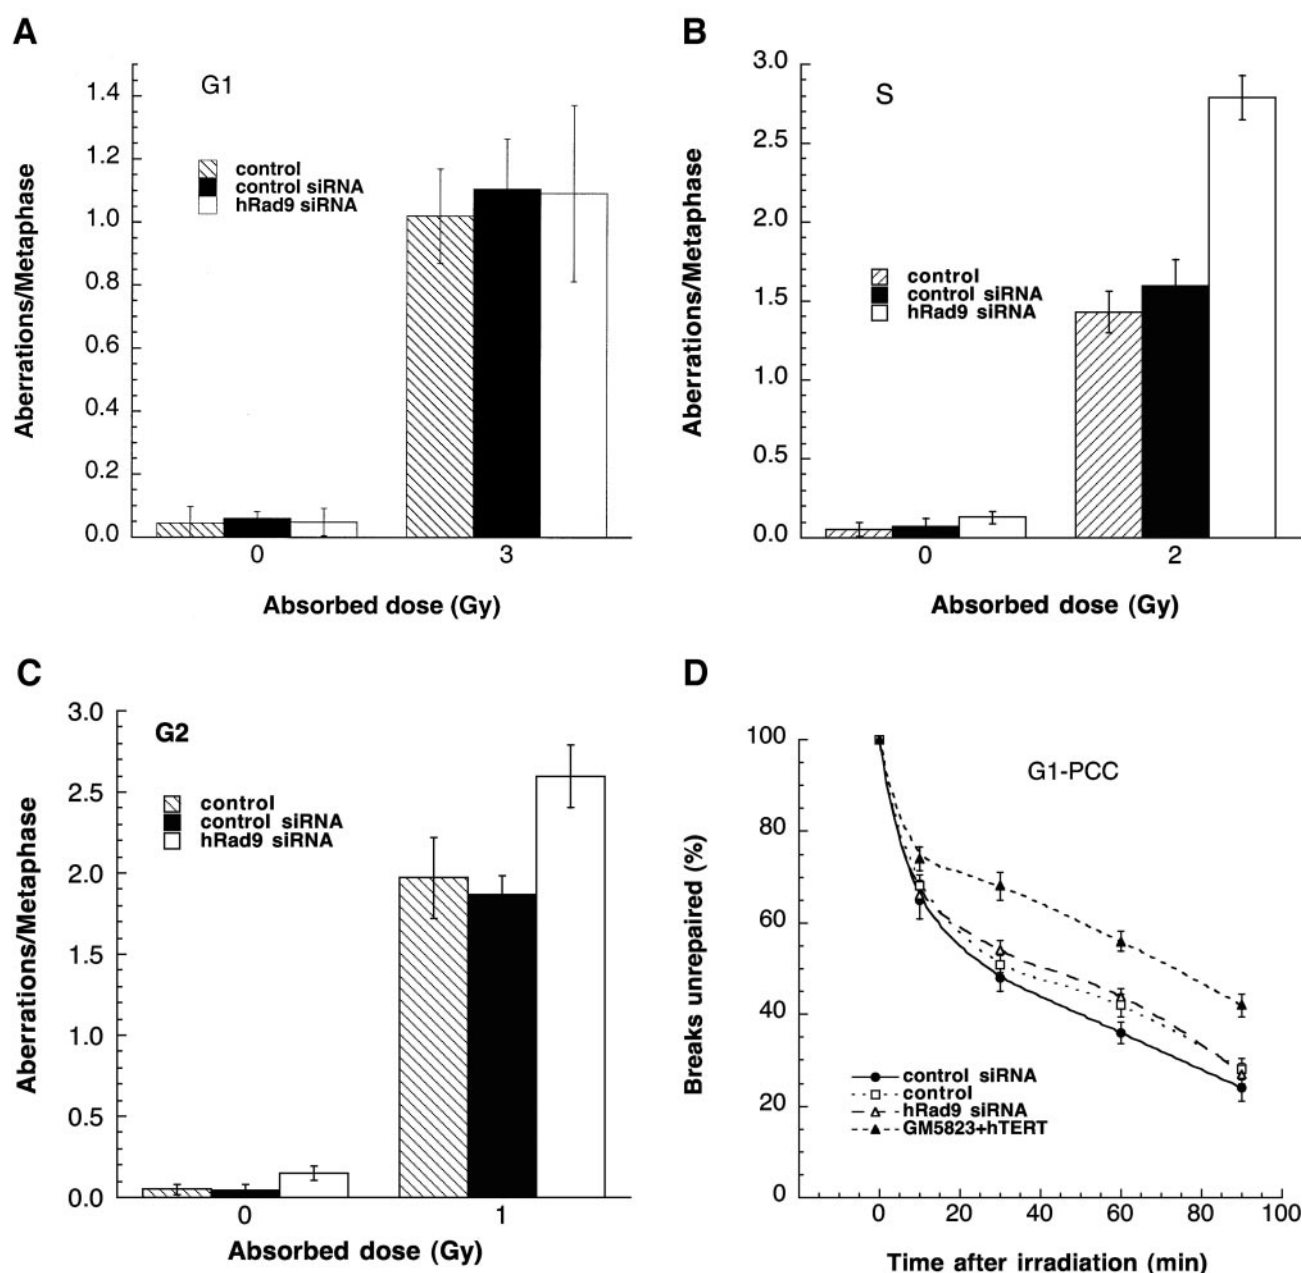 A
G1
1.4
1.2
1.0
0.8
0.6
0.4
0.2
0.0
Aberrations/Metaphase
control
control siRNA
hRad9 siRNA
0 3
Absorbed dose (Gy)
B
S
3.0
2.5
2.0
1.5
1.0
0.5
0.0
Aberrations/Metaphase
control
control siRNA
hRad9 siRNA
0 2
Absorbed dose (Gy)
C
G2
3.0
2.5
2.0
1.5
1.0
0.5
0.0
Aberrations/Metaphase
control
control siRNA
hRad9 siRNA
0 1
Absorbed dose (Gy)
D
G1-PCC
100
80
60
40
20
0
Breaks unrepaired (%)
control siRNA
control
hRad9 siRNA
GM5823+hTERT
0 20 40 60 80 100
Time after irradiation (min)